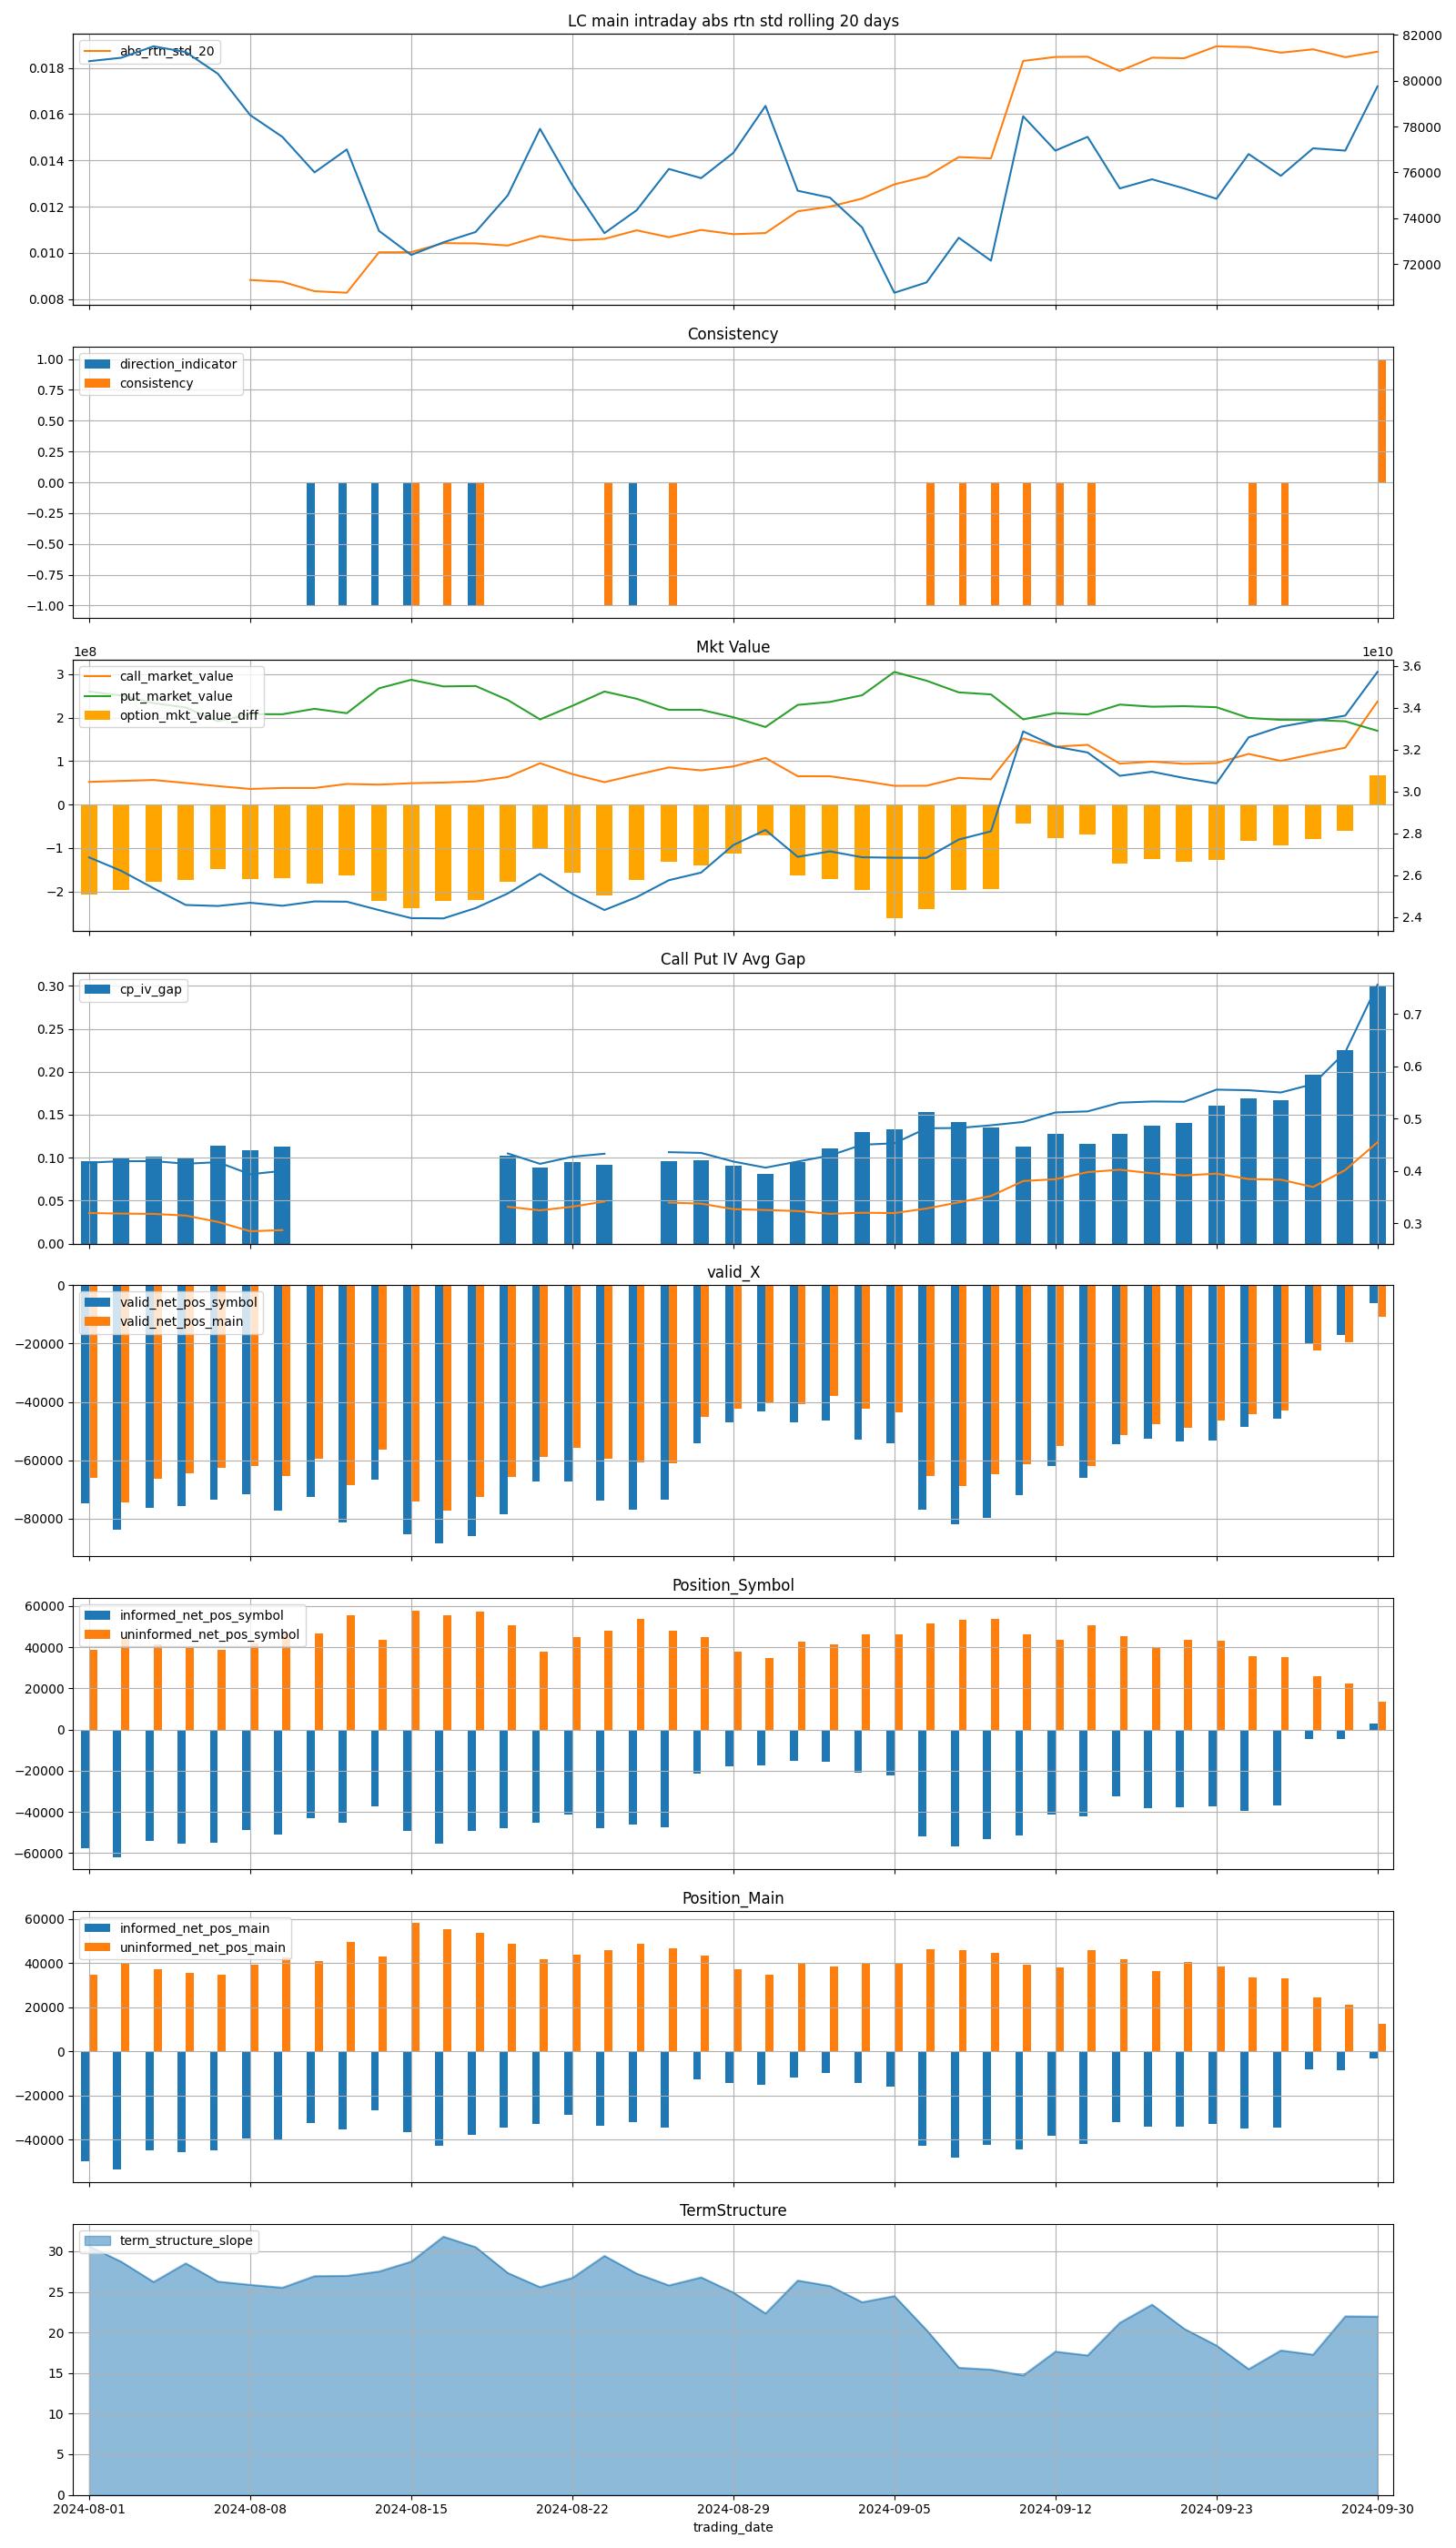 LC main intraday abs rtn std rolling 20 days
abs_rtn_std_20
0.018
0.016
0.014
0.012
0.010
0.008
82000
80000
78000
76000
74000
72000
Consistency
direction_indicator
consistency
1.00
0.75
0.50
0.25
0.00
−0.25
−0.50
−0.75
−1.00
Mkt Value
1e8
1e10
call_market_value
put_market_value
option_mkt_value_diff
3
2
1
0
−1
−2
3.6
3.4
3.2
3.0
2.8
2.6
2.4
Call Put IV Avg Gap
cp_iv_gap
0.30
0.25
0.20
0.15
0.10
0.05
0.00
0.7
0.6
0.5
0.4
0.3
valid_X
valid_net_pos_symbol
valid_net_pos_main
0
−20000
−40000
−60000
−80000
Position_Symbol
informed_net_pos_symbol
uninformed_net_pos_symbol
60000
40000
20000
0
−20000
−40000
−60000
Position_Main
informed_net_pos_main
uninformed_net_pos_main
60000
40000
20000
0
−20000
−40000
TermStructure
term_structure_slope
30
25
20
15
10
5
0
2024-08-01 2024-08-08 2024-08-15 2024-08-22 2024-08-29 2024-09-05 2024-09-12 2024-09-23 2024-09-30
trading_date